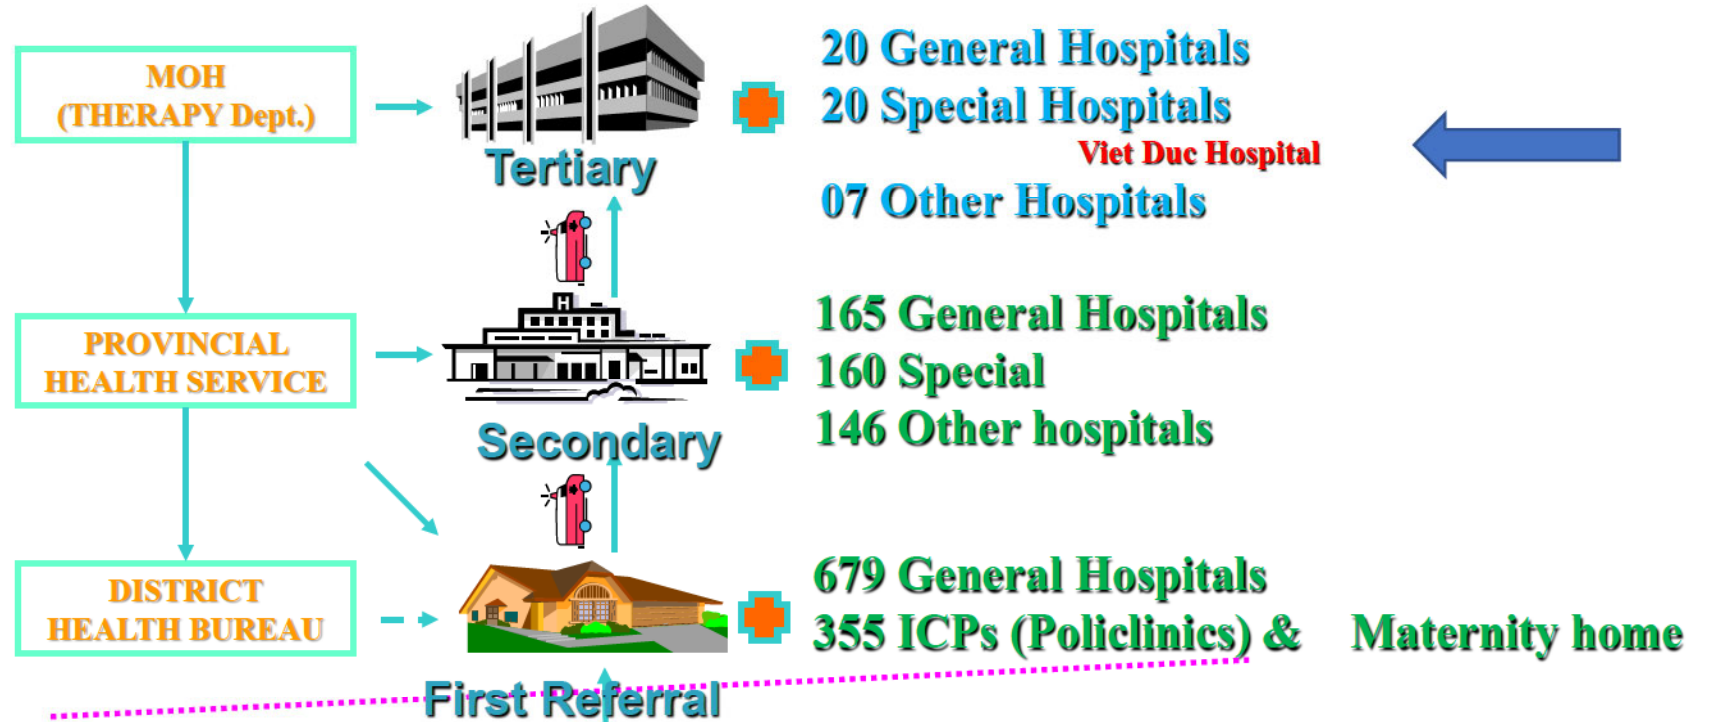 MOH
(THERAPY Dept.)
Tertiary
20 General Hospitals
20 Special Hospitals
Viet Duc Hospital
07 Other Hospitals
PROVINCIAL
HEALTH SERVICE
H
Secondary
165 General Hospitals
160 Special
146 Other hospitals
DISTRICT
HEALTH BUREAU
First Referral
679 General Hospitals
355 ICPs (Policlinics) & Maternity home